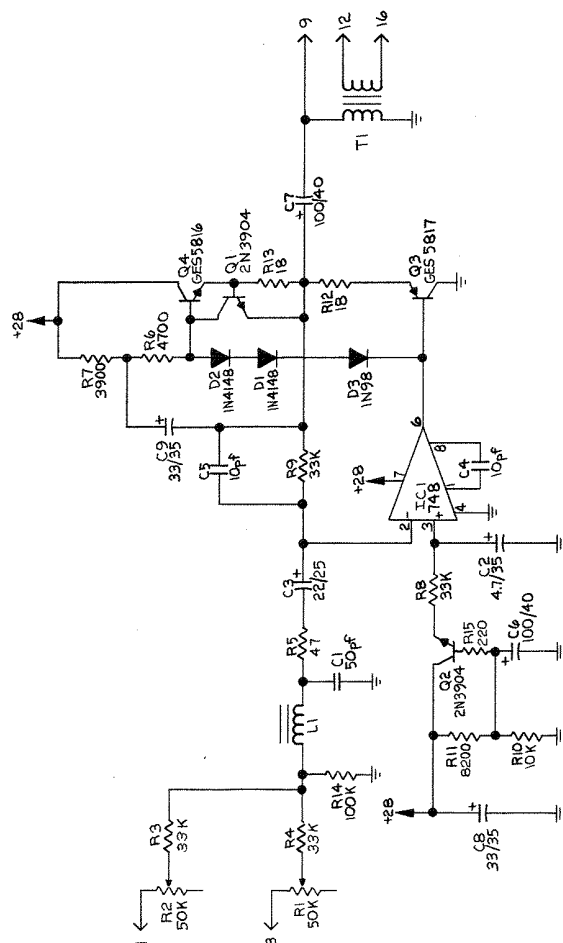 9
12
16
T1
C7
100/40
+
Q4
GES5816
Q1
2N3904
R13
18
R12
18
Q3
GES5817
+28
R7
3900
R6
4700
D2
1N4148
D1
1N4148
D3
1N98
+
C9
33/35
C5
10pf
R9
33K
+28
7
6
8
1
4
C4
10pf
IC1
748
2
-
3
+
C3
+
22/25
R5
47
C1
50pf
L1
R8
33K
C2
+
4.7/35
Q2
2N3904
R15
220
C6
+
100/40
R11
8200
R10
10K
+28
C8
+
33/35
R14
100K
R3
33K
R4
33K
R2
50K
R1
50K